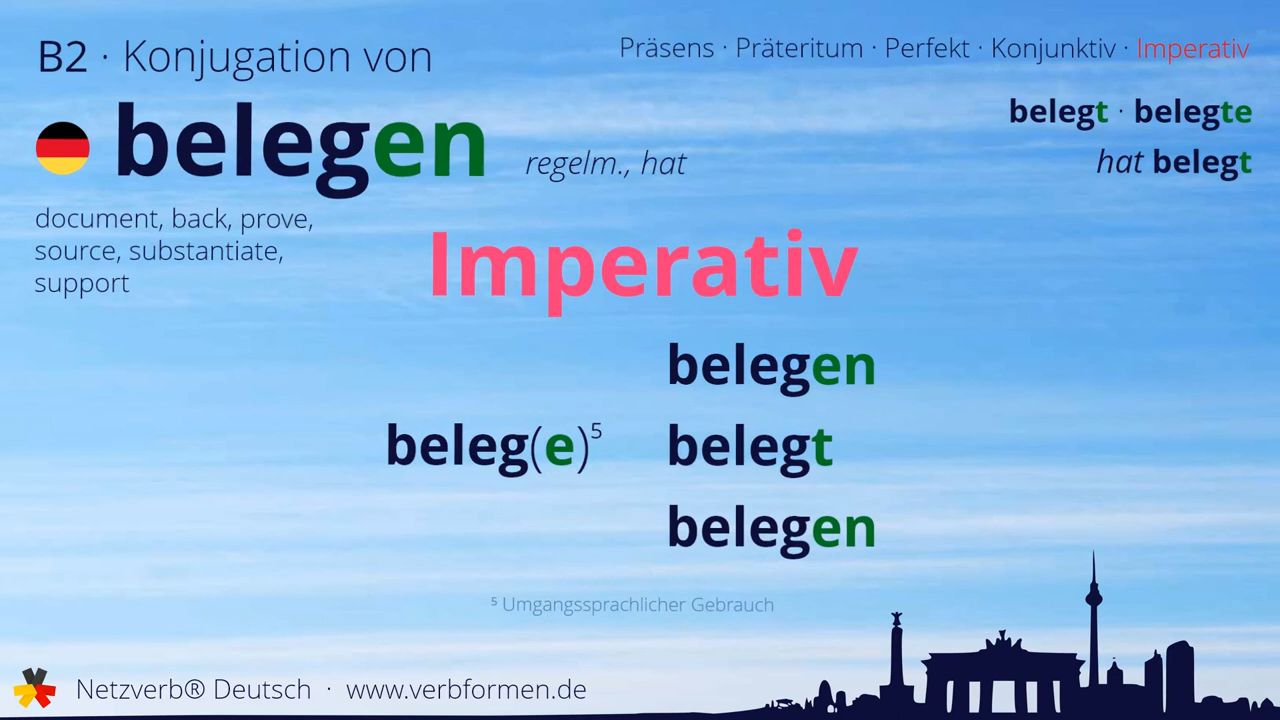 B2 · Konjugation von
Präsens · Präteritum · Perfekt · Konjunktiv · Imperativ
belegen
regelm., hat
belegt · belegte
hat belegt
document, back, prove,
source, substantiate,
support
Imperativ
belegen
beleg(e)⁵ belegt
belegen
⁵ Umgangssprachlicher Gebrauch
Netzverb® Deutsch · www.verbformen.de